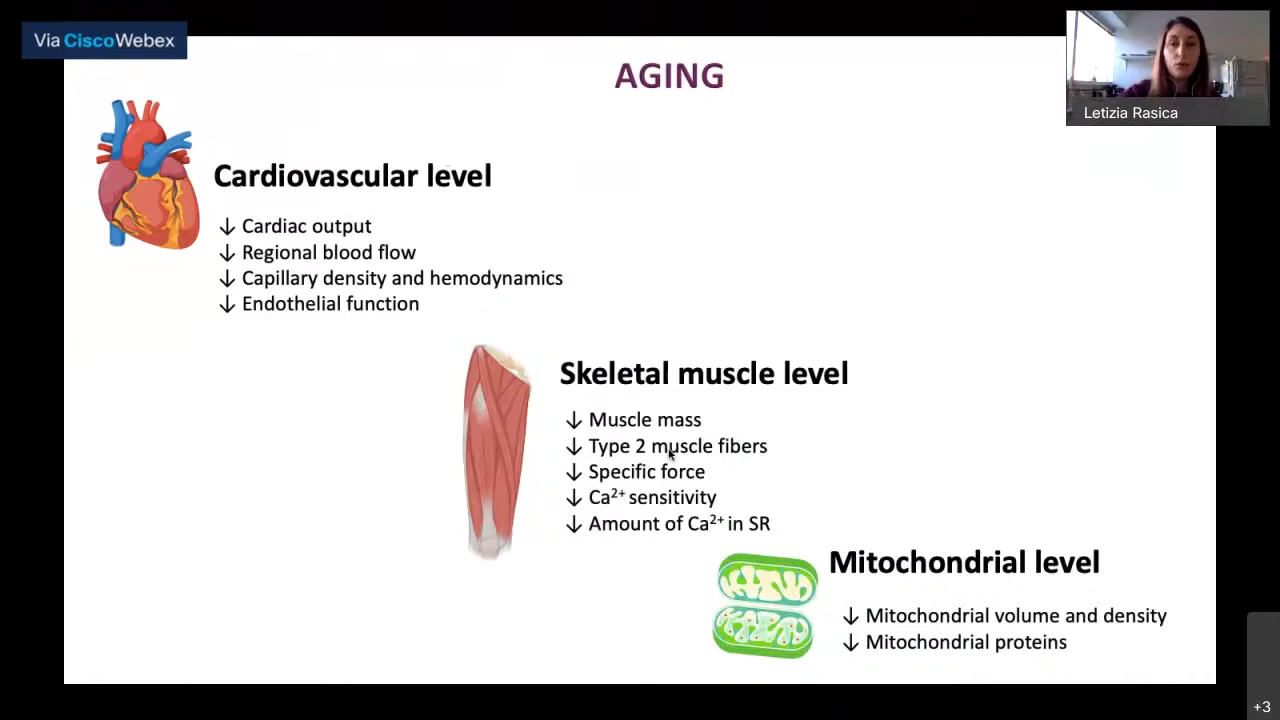 Via CiscoWebex
AGING
Letizia Rasica
Cardiovascular level
↓ Cardiac output
↓ Regional blood flow
↓ Capillary density and hemodynamics
↓ Endothelial function
Skeletal muscle level
↓ Muscle mass
↓ Type 2 muscle fibers
↓ Specific force
↓ Ca²⁺ sensitivity
↓ Amount of Ca²⁺ in SR
Mitochondrial level
↓ Mitochondrial volume and density
↓ Mitochondrial proteins
+3